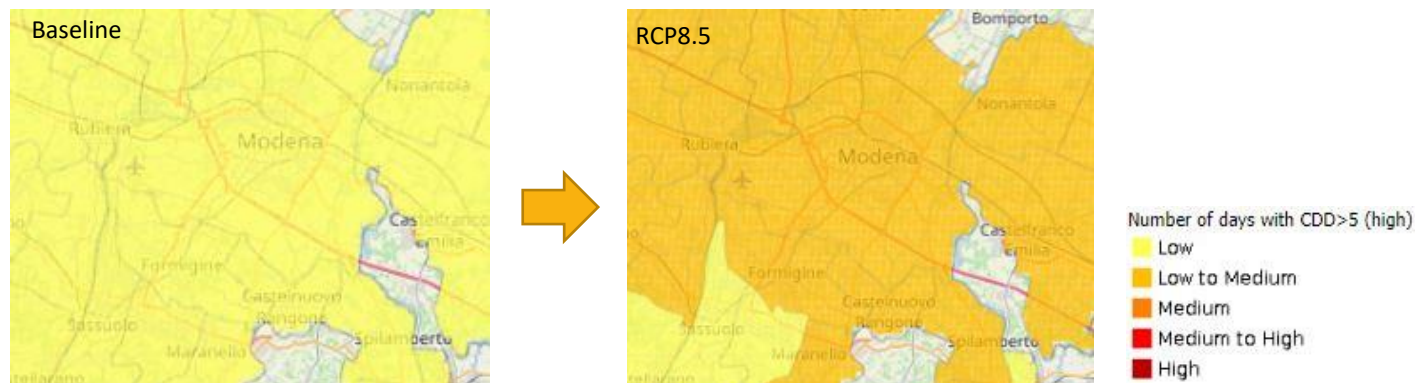 Baseline
Nonantola
Rubiera
Modena
Castelfranco
Emilia
Formigine
Castelnuovo
Rangone
Sassuolo
Spilamberto
Maranello
RCP8.5
Bomporto
Nonantola
Rubiera
Modena
Castelfranco
Emilia
Formigine
Castelnuovo
Rangone
Sassuolo
Spilamberto
Maranello
Number of days with CDD>5 (high)
Low
Low to Medium
Medium
Medium to High
High